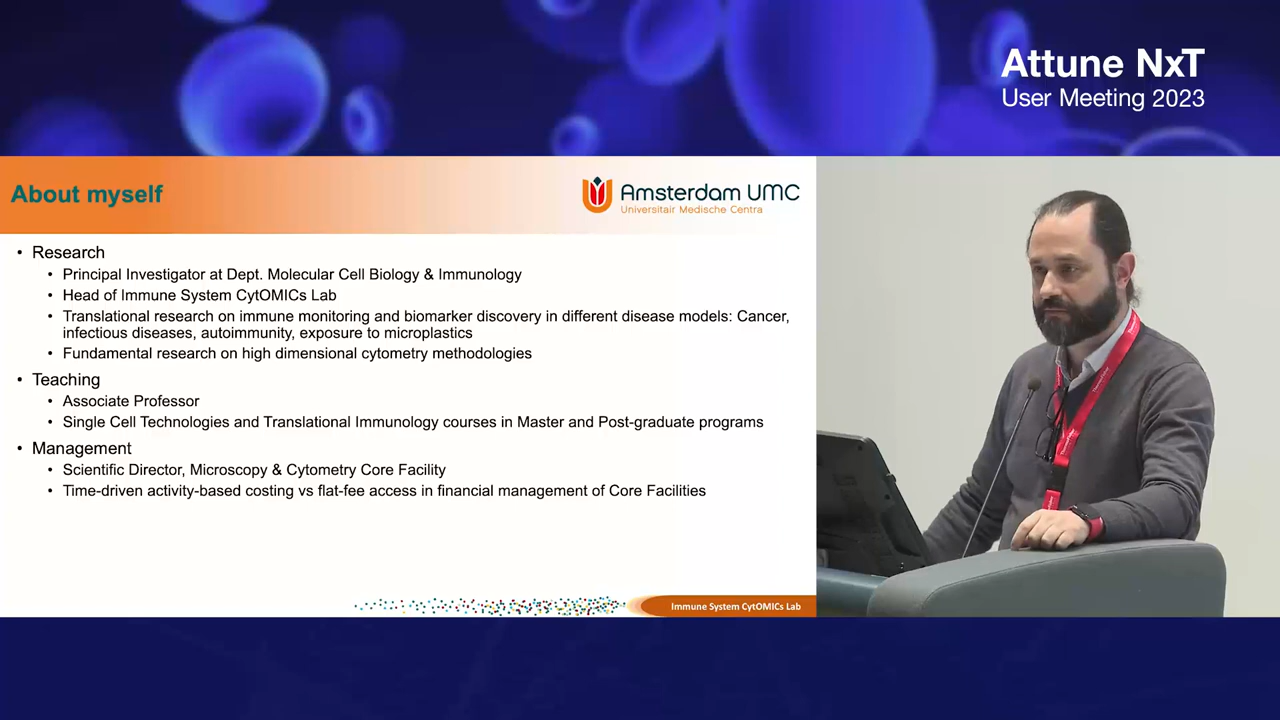 Attune NxT
User Meeting 2023
About myself
Amsterdam UMC
Universitair Medische Centra
• Research
• Principal Investigator at Dept. Molecular Cell Biology & Immunology
• Head of Immune System CytOMICs Lab
• Translational research on immune monitoring and biomarker discovery in different disease models: Cancer,
infectious diseases, autoimmunity, exposure to microplastics
• Fundamental research on high dimensional cytometry methodologies
• Teaching
• Associate Professor
• Single Cell Technologies and Translational Immunology courses in Master and Post-graduate programs
• Management
• Scientific Director, Microscopy & Cytometry Core Facility
• Time-driven activity-based costing vs flat-fee access in financial management of Core Facilities
Immune System CytOMICs Lab